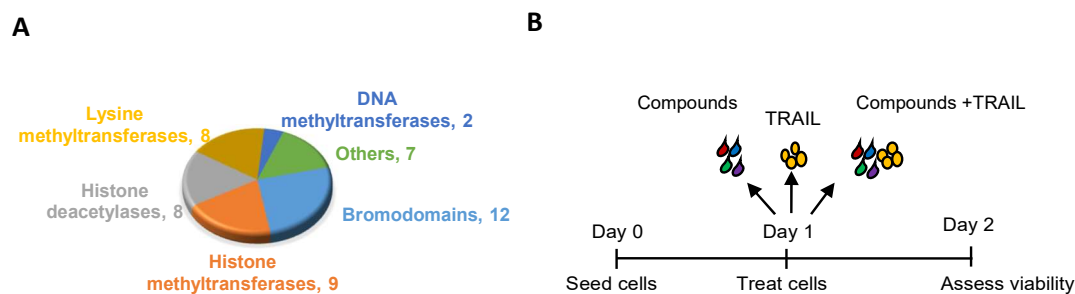 A
Lysine
methyltransferases, 8
DNA
methyltransferases, 2
Others, 7
Histone
deacetylases, 8
Bromodomains, 12
Histone
methyltransferases, 9
B
Compounds
TRAIL
Compounds +TRAIL
Day 0
Day 1
Day 2
Seed cells
Treat cells
Assess viability